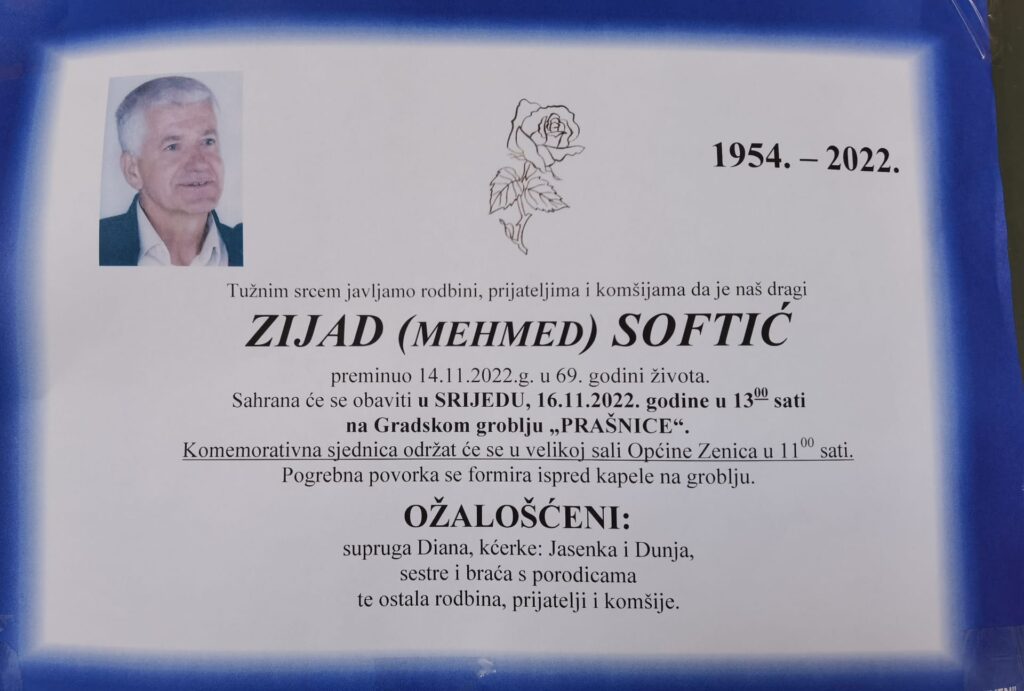 1954. – 2022.
Tužnim srcem javljamo rodbini, prijateljima i komšijama da je naš dragi
ZIJAD (MEHMED) SOFTIĆ
preminuo 14.11.2022.g. u 69. godini života.
Sahrana će se obaviti u SRIJEDU, 16.11.2022. godine u 13⁰⁰ sati
na Gradskom groblju „PRAŠNICE“.
Komemorativna sjednica održat će se u velikoj sali Općine Zenica u 11⁰⁰ sati.
Pogrebna povorka se formira ispred kapele na groblju.
OŽALOŠĆENI:
supruga Diana, kćerke: Jasenka i Dunja,
sestre i braća s porodicama
te ostala rodbina, prijatelji i komšije.